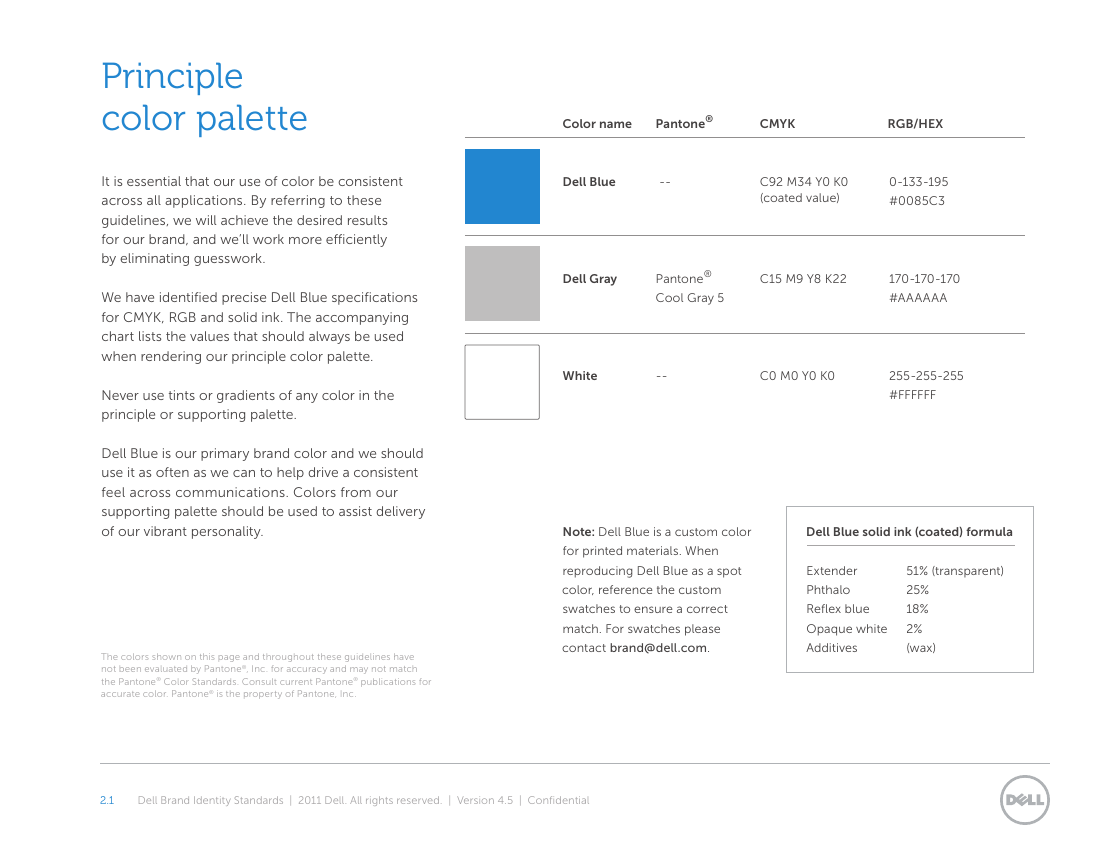 Principle
color palette
It is essential that our use of color be consistent
across all applications. By referring to these
guidelines, we will achieve the desired results
for our brand, and we’ll work more efficiently
by eliminating guesswork.
We have identified precise Dell Blue specifications
for CMYK, RGB and solid ink. The accompanying
chart lists the values that should always be used
when rendering our principle color palette.
Never use tints or gradients of any color in the
principle or supporting palette.
Dell Blue is our primary brand color and we should
use it as often as we can to help drive a consistent
feel across communications. Colors from our
supporting palette should be used to assist delivery
of our vibrant personality.
The colors shown on this page and throughout these guidelines have
not been evaluated by Pantone®, Inc. for accuracy and may not match
the Pantone® Color Standards. Consult current Pantone® publications for
accurate color. Pantone® is the property of Pantone, Inc.
Color name Pantone® CMYK RGB/HEX
Dell Blue -- C92 M34 Y0 K0 0-133-195
(coated value) #0085C3
Dell Gray Pantone® C15 M9 Y8 K22 170-170-170
Cool Gray 5 #AAAAAA
White -- C0 M0 Y0 K0 255-255-255
#FFFFFF
Note: Dell Blue is a custom color
for printed materials. When
reproducing Dell Blue as a spot
color, reference the custom
swatches to ensure a correct
match. For swatches please
contact brand@dell.com.
Dell Blue solid ink (coated) formula
Extender 51% (transparent)
Phthalo 25%
Reflex blue 18%
Opaque white 2%
Additives (wax)
2.1 Dell Brand Identity Standards | 2011 Dell. All rights reserved. | Version 4.5 | Confidential
DELL